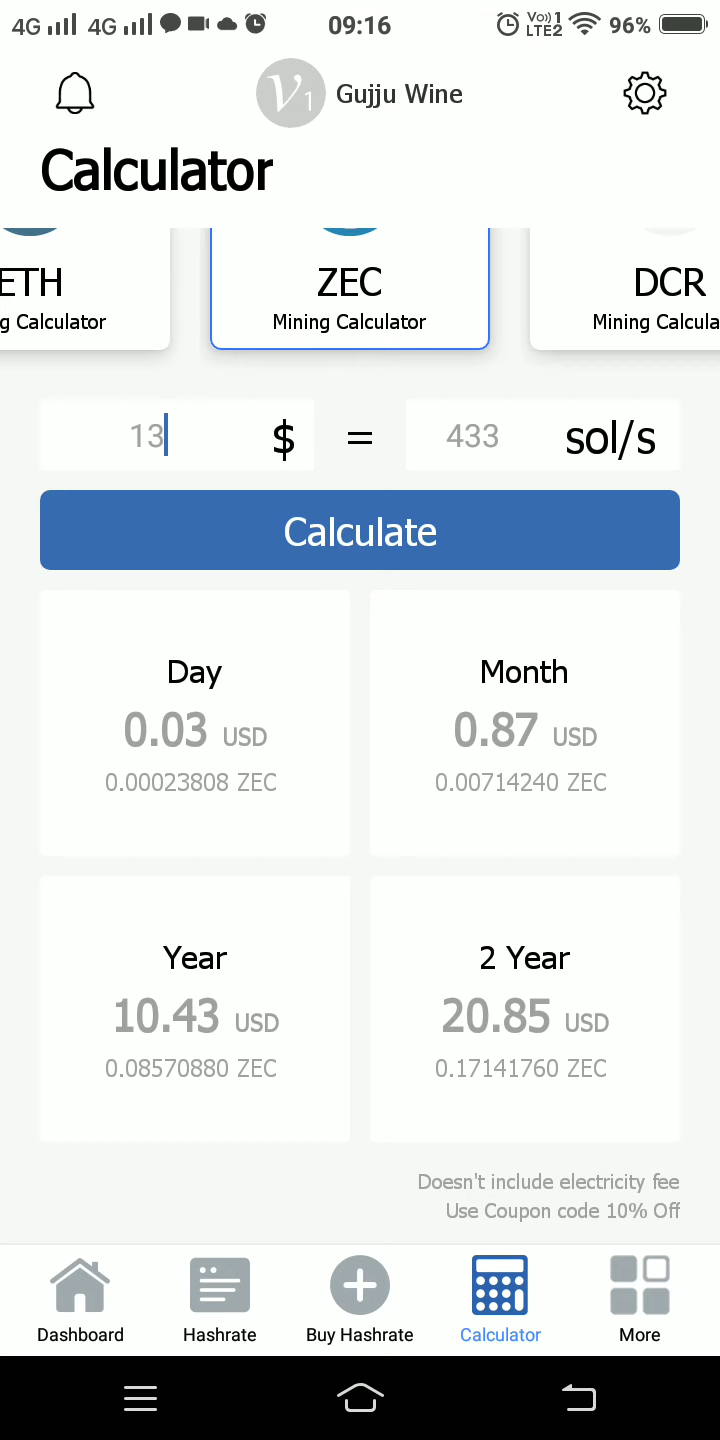 4G 4G 09:16 Vo)) 1 LTE2 96%
V1 Gujju Wine
Calculator
ETH ZEC DCR
g Calculator Mining Calculator Mining Calcula
13 $ = 433 sol/s
Calculate
Day Month
0.03 USD 0.87 USD
0.00023808 ZEC 0.00714240 ZEC
Year 2 Year
10.43 USD 20.85 USD
0.08570880 ZEC 0.17141760 ZEC
Doesn't include electricity fee
Use Coupon code 10% Off
Dashboard Hashrate Buy Hashrate Calculator More